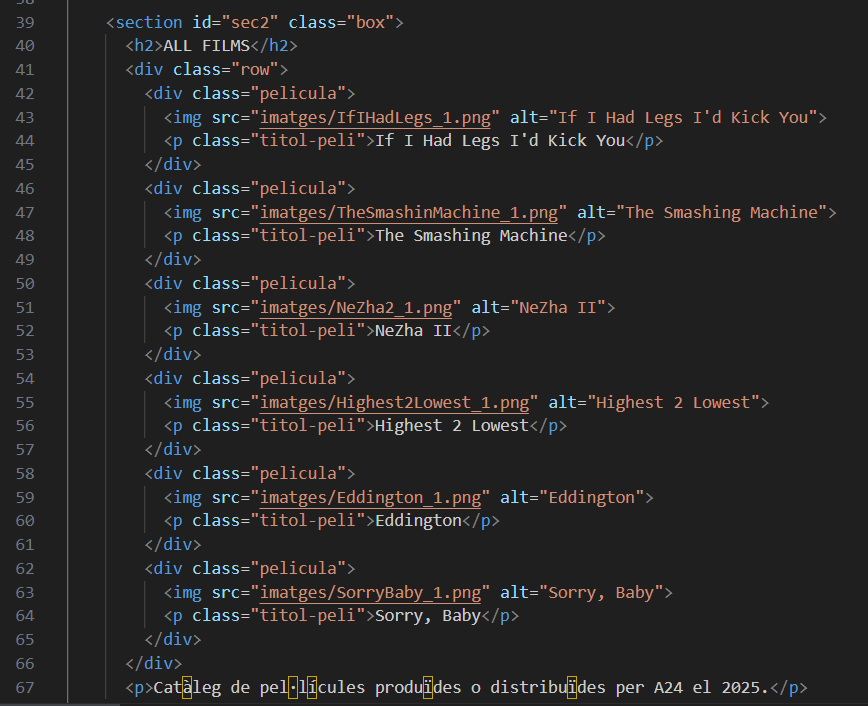 39 <section id="sec2" class="box">
40 <h2>ALL FILMS</h2>
41 <div class="row">
42 <div class="pelicula">
43 <img src="imatges/IfIHadLegs_1.png" alt="If I Had Legs I'd Kick You">
44 <p class="titol-peli">If I Had Legs I'd Kick You</p>
45 </div>
46 <div class="pelicula">
47 <img src="imatges/TheSmashinMachine_1.png" alt="The Smashing Machine">
48 <p class="titol-peli">The Smashing Machine</p>
49 </div>
50 <div class="pelicula">
51 <img src="imatges/NeZha2_1.png" alt="NeZha II">
52 <p class="titol-peli">NeZha II</p>
53 </div>
54 <div class="pelicula">
55 <img src="imatges/Highest2Lowest_1.png" alt="Highest 2 Lowest">
56 <p class="titol-peli">Highest 2 Lowest</p>
57 </div>
58 <div class="pelicula">
59 <img src="imatges/Eddington_1.png" alt="Eddington">
60 <p class="titol-peli">Eddington</p>
61 </div>
62 <div class="pelicula">
63 <img src="imatges/SorryBaby_1.png" alt="Sorry, Baby">
64 <p class="titol-peli">Sorry, Baby</p>
65 </div>
66 </div>
67 <p>Catàleg de pel·lícules produïdes o distribuïdes per A24 el 2025.</p>